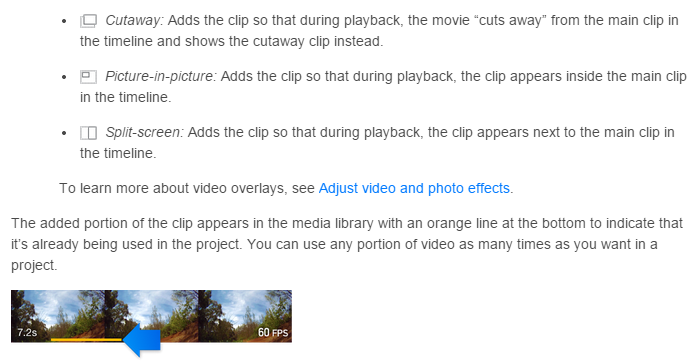 • Cutaway: Adds the clip so that during playback, the movie “cuts away” from the main clip in
the timeline and shows the cutaway clip instead.
• Picture-in-picture: Adds the clip so that during playback, the clip appears inside the main clip
in the timeline.
• Split-screen: Adds the clip so that during playback, the clip appears next to the main clip in
the timeline.
To learn more about video overlays, see Adjust video and photo effects.
The added portion of the clip appears in the media library with an orange line at the bottom to indicate that
it’s already being used in the project. You can use any portion of video as many times as you want in a
project.
7.2s 60 FPS